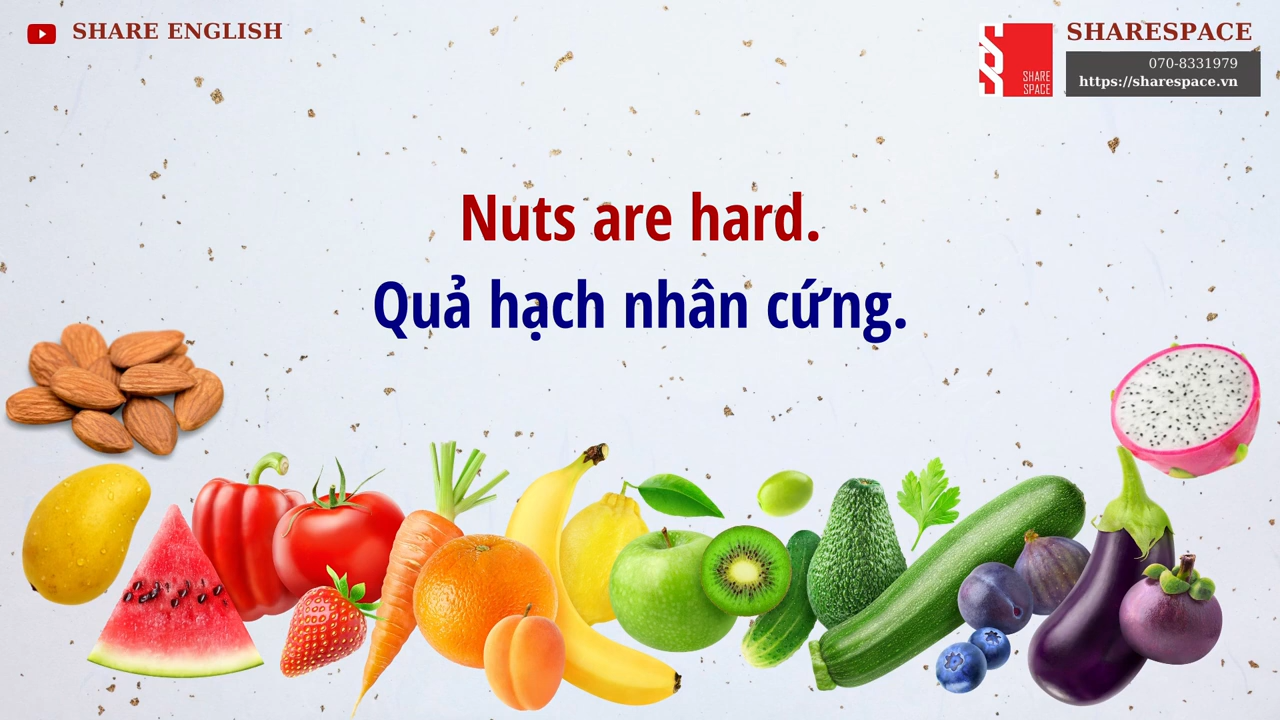 SHARE ENGLISH
SHARESPACE
SHARE
SPACE
070-8331979
https://sharespace.vn
Nuts are hard.
Quả hạch nhân cứng.